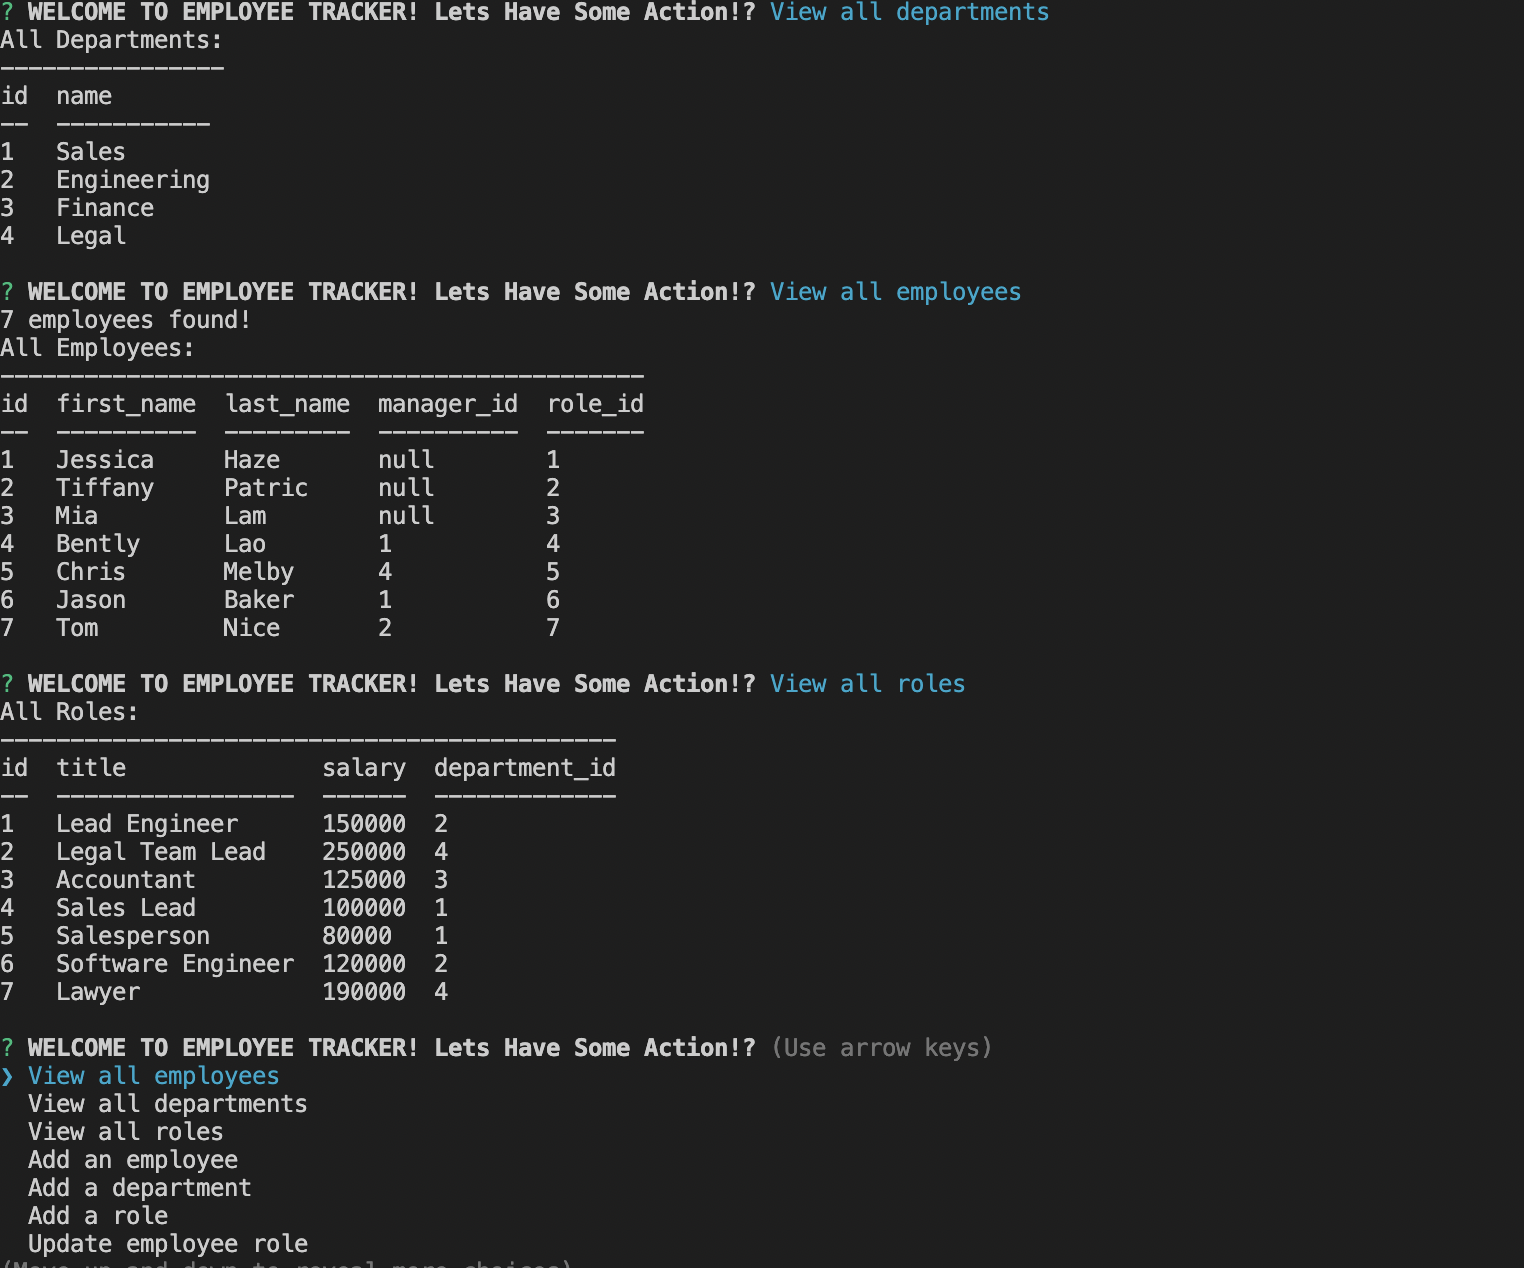 ? WELCOME TO EMPLOYEE TRACKER! Lets Have Some Action!? View all departments
All Departments:
----------------
id  name
--  -----------
1   Sales
2   Engineering
3   Finance
4   Legal
? WELCOME TO EMPLOYEE TRACKER! Lets Have Some Action!? View all employees
7 employees found!
All Employees:
----------------------------------------------
id  first_name  last_name  manager_id  role_id
--  ----------  ---------  ----------  -------
1   Jessica     Haze       null        1
2   Tiffany     Patric     null        2
3   Mia         Lam        null        3
4   Bently      Lao        1           4
5   Chris       Melby      4           5
6   Jason       Baker      1           6
7   Tom         Nice       2           7
? WELCOME TO EMPLOYEE TRACKER! Lets Have Some Action!? View all roles
All Roles:
--------------------------------------------
id  title              salary  department_id
--  -----------------  ------  -------------
1   Lead Engineer      150000  2
2   Legal Team Lead    250000  4
3   Accountant         125000  3
4   Sales Lead         100000  1
5   Salesperson        80000   1
6   Software Engineer  120000  2
7   Lawyer             190000  4
? WELCOME TO EMPLOYEE TRACKER! Lets Have Some Action!? (Use arrow keys)
❯ View all employees
  View all departments
  View all roles
  Add an employee
  Add a department
  Add a role
  Update employee role
(Move up and down to reveal more choices)